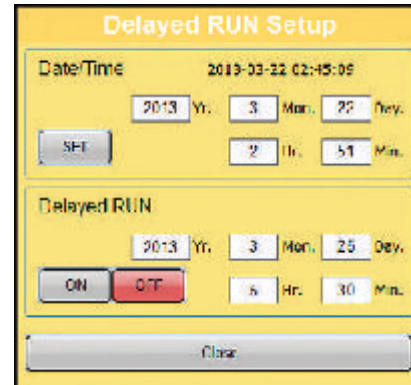 Delayed RUN Setup
Date/Time 2013-03-22 02:45:09
2013 Yr. 3 Mon. 22 Day.
SET 2 Hr. 51 Min.
Delayed RUN
2013 Yr. 3 Mon. 25 Day.
ON OFF 5 Hr. 30 Min.
Close